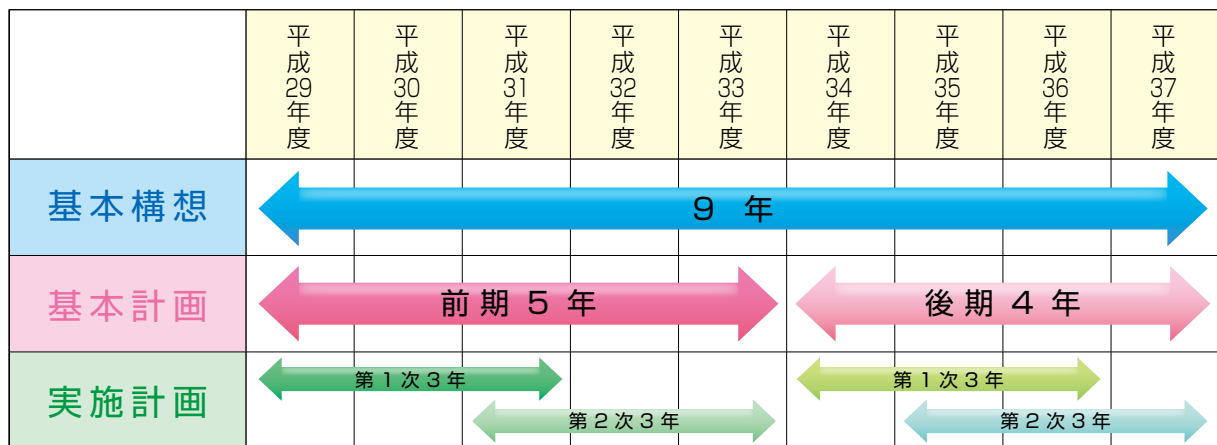 平成29年度
平成30年度
平成31年度
平成32年度
平成33年度
平成34年度
平成35年度
平成36年度
平成37年度
基本構想
9 年
基本計画
前期 5 年
後期 4 年
実施計画
第1次3年
第1次3年
第2次3年
第2次3年